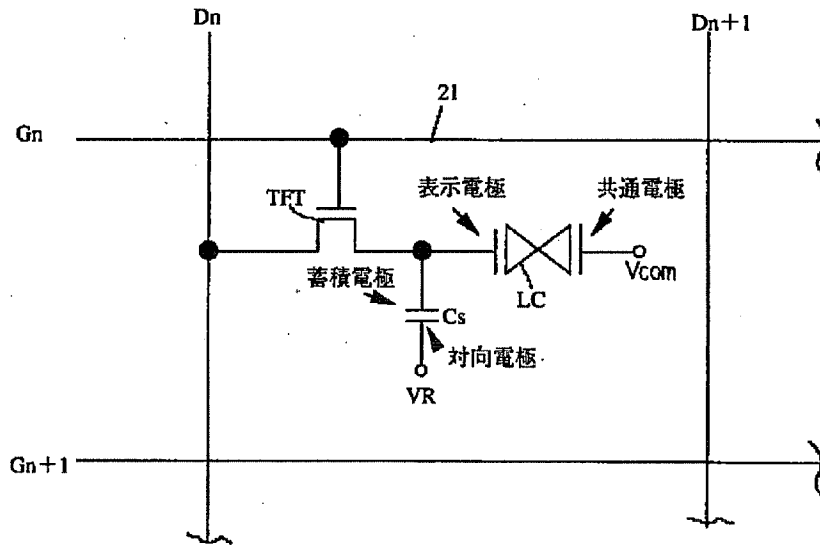 Dn
Dn+1
21
Gn
表示電極
共通電極
TFT
蓄積電極
LC
Vcom
Cs
対向電極
VR
Gn+1